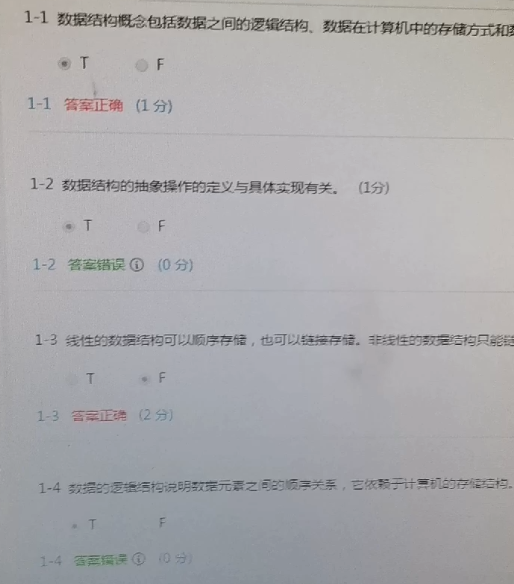 1-1 数据结构概念包括数据之间的逻辑结构、数据在计算机中的存储方式和
T F
1-1 答案正确 (1 分)
1-2 数据结构的抽象操作的定义与具体实现有关。 (1分)
T F
1-2 答案错误 (0 分)
1-3 线性的数据结构可以顺序存储，也可以链接存储。非线性的数据结构只能链
T F
1-3 答案正确 (2 分)
1-4 数据的逻辑结构说明数据元素之间的顺序关系，它依赖于计算机的存储结构。
T F
1-4 答案错误 (0 分)